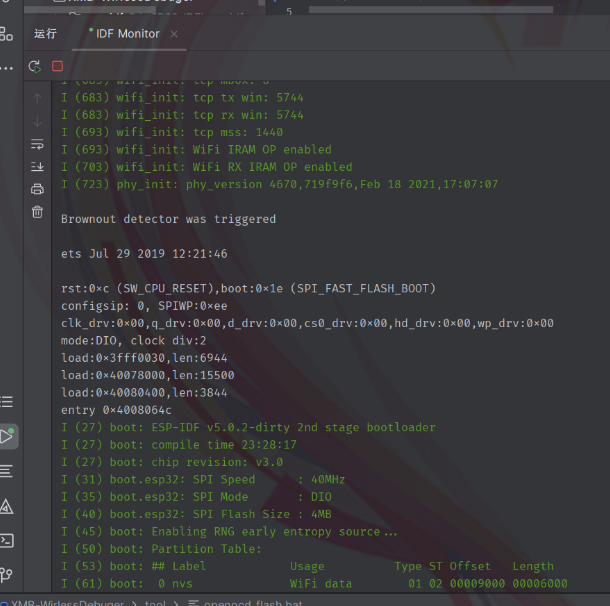 5
运行
IDF Monitor
I (683) wifi_init: tcp mbox: 6
I (683) wifi_init: tcp tx win: 5744
I (683) wifi_init: tcp rx win: 5744
I (693) wifi_init: tcp mss: 1440
I (693) wifi_init: WiFi IRAM OP enabled
I (703) wifi_init: WiFi RX IRAM OP enabled
I (723) phy_init: phy_version 4670,719f9f6,Feb 18 2021,17:07:07
Brownout detector was triggered
ets Jul 29 2019 12:21:46
rst:0×c (SW_CPU_RESET),boot:0×1e (SPI_FAST_FLASH_BOOT)
configsip: 0, SPIWP:0×ee
clk_drv:0×00,q_drv:0×00,d_drv:0×00,cs0_drv:0×00,hd_drv:0×00,wp_drv:0×00
mode:DIO, clock div:2
load:0×3fff0030,len:6944
load:0×40078000,len:15500
load:0×40080400,len:3844
entry 0×4008064c
I (27) boot: ESP-IDF v5.0.2-dirty 2nd stage bootloader
I (27) boot: compile time 23:28:17
I (27) boot: chip revision: v3.0
I (31) boot.esp32: SPI Speed      : 40MHz
I (35) boot.esp32: SPI Mode       : DIO
I (40) boot.esp32: SPI Flash Size : 4MB
I (45) boot: Enabling RNG early entropy source...
I (50) boot: Partition Table:
I (53) boot: ## Label            Usage          Type ST Offset   Length
I (61) boot:  0 nvs              WiFi data        01 02 00009000 00006000
XMB-WirlessDebuger > tool > openocd_flash.bat